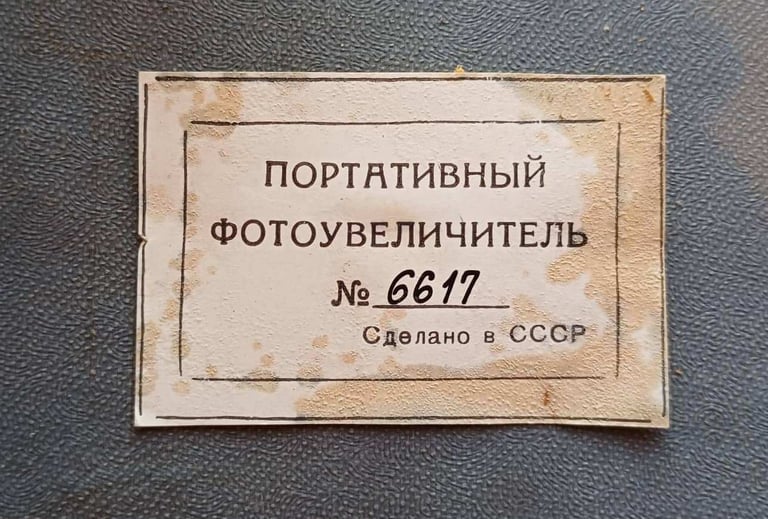 ПОРТАТИВНЫЙ
ФОТОУВЕЛИЧИТЕЛЬ
№ 6617
Сделано в СССР